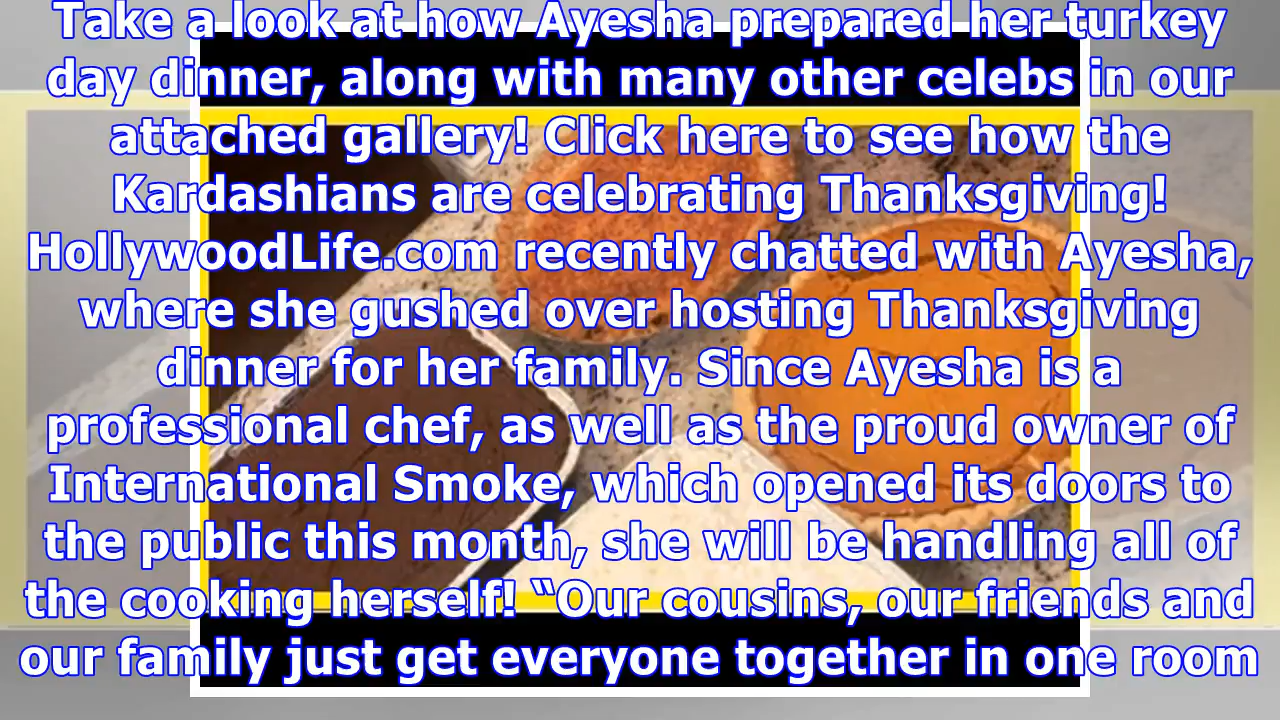 Take a look at how Ayesha prepared her turkey
day dinner, along with many other celebs in our
attached gallery! Click here to see how the
Kardashians are celebrating Thanksgiving!
HollywoodLife.com recently chatted with Ayesha,
where she gushed over hosting Thanksgiving
dinner for her family. Since Ayesha is a
professional chef, as well as the proud owner of
International Smoke, which opened its doors to
the public this month, she will be handling all of
the cooking herself! “Our cousins, our friends and
our family just get everyone together in one room